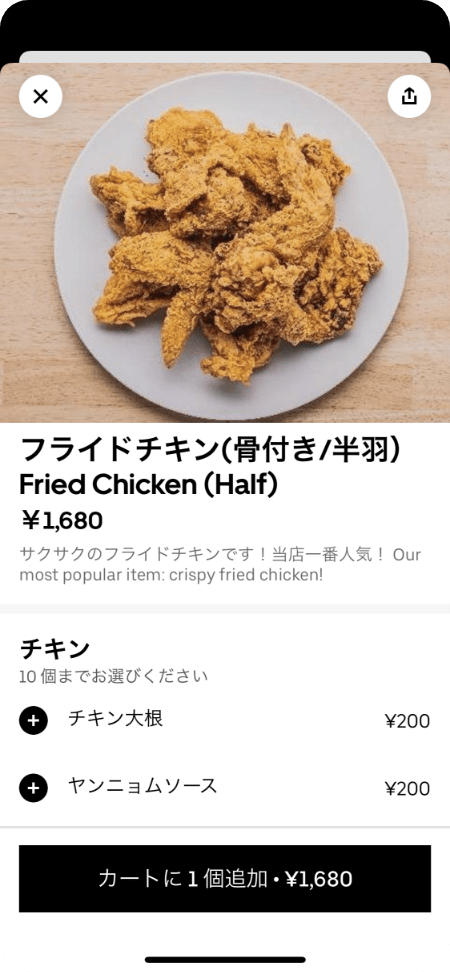 フライドチキン(骨付き/半羽)
Fried Chicken (Half)
￥1,680
サクサクのフライドチキンです！当店一番人気！ Our
most popular item: crispy fried chicken!
チキン
10 個までお選びください
チキン大根 ¥200
ヤンニョムソース ¥200
カートに 1 個追加 • ¥1,680